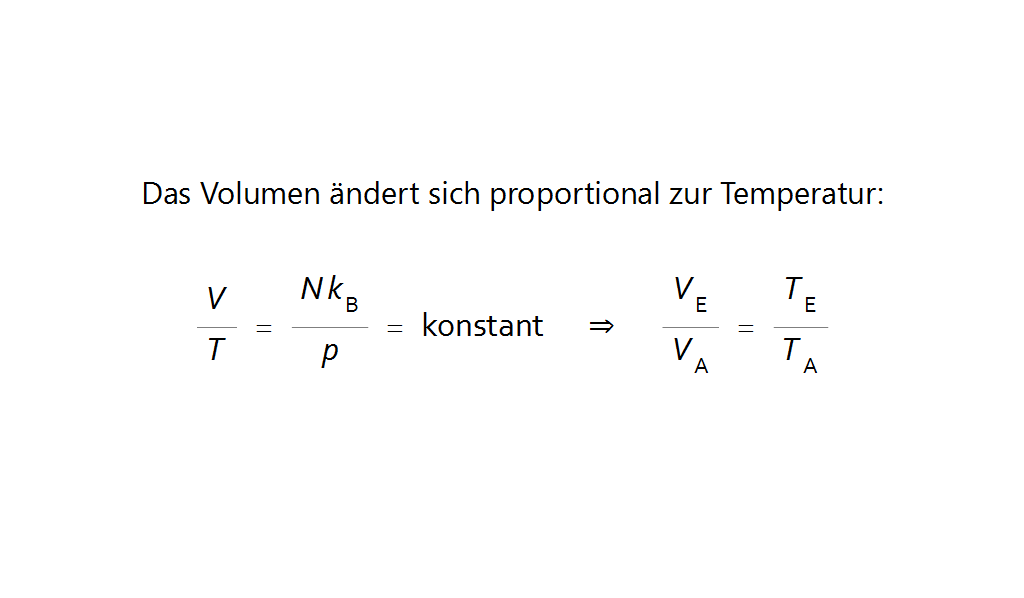 Das Volumen ändert sich proportional zur Temperatur:
V/T = N k_B/p = konstant ⇒ V_E/V_A = T_E/T_A